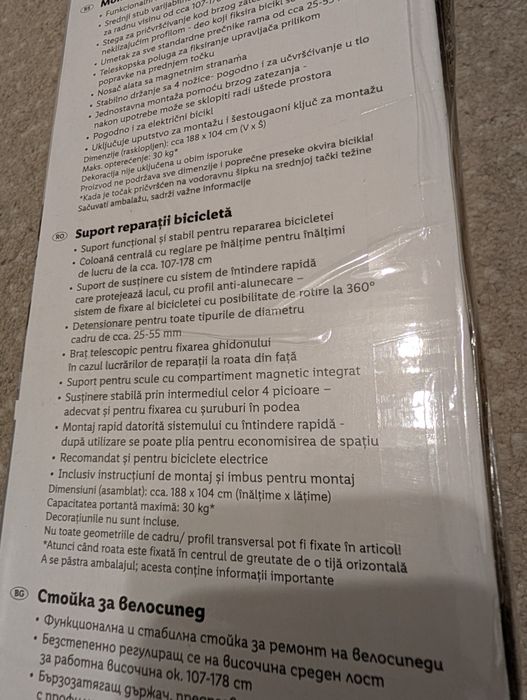 • Funkcionaln
• Srednji stub varijabiln
za radnu visinu od cca 107-17
• Stega za pričvršćivanje kod brzog zatez
neklizajućim profilom - deo koji fiksira bicikl
• Umetak za sve standardne prečnike rama od cca 25-55
• Teleskopska poluga za fiksiranje upravljača prilikom
popravke na prednjem točku
• Nosač alata sa magnetnim stranama
• Stabilno držanje sa 4 nožice- pogodno i za učvršćivanje u tlo
• Jednostavna montaža pomoću brzog zatezanja -
nakon upotrebe može se sklopiti radi uštede prostora
• Pogodno i za električni bicikl
• Uključuje uputstvo za montažu i šestougaoni ključ za montažu
Dimenzije (rasklopljen): cca 188 x 104 cm (V x Š)
Maks. opterećenje: 30 kg*
Dekoracija nije uključena u obim isporuke
Proizvod ne podržava sve dimenzije i poprečne preseke okvira bicikla!
*Kada je točak pričvršćen na vodoravnu šipku na srednjoj tački težine
Sačuvati ambalažu, sadrži važne informacije
RO Suport reparații bicicletă
• Suport funcțional și stabil pentru repararea bicicletei
• Coloană centrală cu reglare pe înălțime pentru înălțimi
de lucru de la cca. 107-178 cm
• Suport de susținere cu sistem de întindere rapidă
care protejează lacul, cu profil anti-alunecare –
sistem de fixare al bicicletei cu posibilitate de rotire la 360°
• Detensionare pentru toate tipurile de diametru
cadru de cca. 25-55 mm
• Braț telescopic pentru fixarea ghidonului
în cazul lucrărilor de reparații la roata din față
• Suport pentru scule cu compartiment magnetic integrat
• Susținere stabilă prin intermediul celor 4 picioare –
adecvat și pentru fixarea cu șuruburi în podea
• Montaj rapid datorită sistemului cu întindere rapidă -
după utilizare se poate plia pentru economisirea de spațiu
• Recomandat și pentru biciclete electrice
• Inclusiv instrucțiuni de montaj și imbus pentru montaj
Dimensiuni (asamblat): cca. 188 x 104 cm (înălțime x lățime)
Capacitatea portantă maximă: 30 kg*
Decorațiunile nu sunt incluse.
Nu toate geometriile de cadru/ profil transversal pot fi fixate în articol!
*Atunci când roata este fixată în centrul de greutate de o tijă orizontală
A se păstra ambalajul; acesta conține informații importante
BG Стойка за велосипед
• Функционална и стабилна стойка за ремонт на велосипеди
• Безстепенно регулиращ се на височина среден лост
за работна височина ок. 107-178 cm
• Бързозатягащ държач,